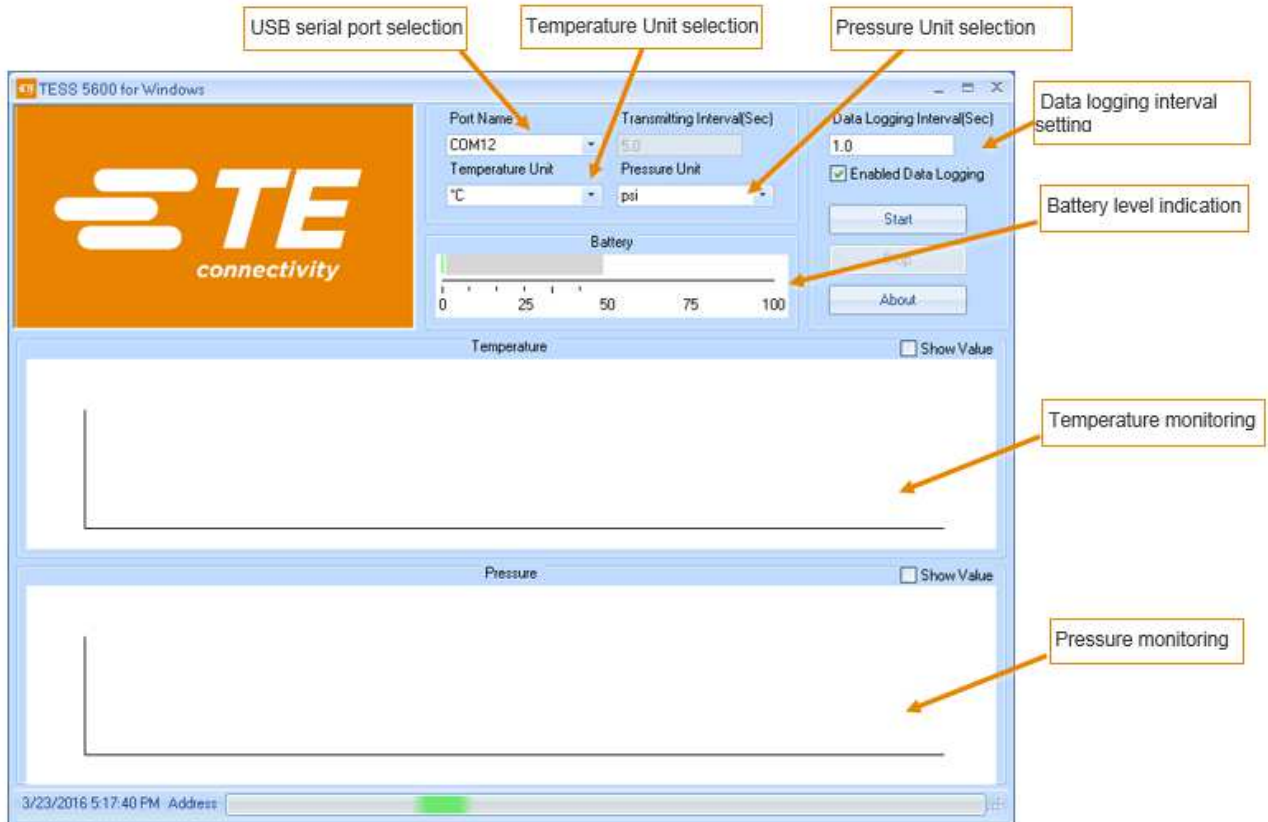 USB serial port selection
Temperature Unit selection
Pressure Unit selection
TESS 5600 for Windows
Data logging interval
setting
Port Name
Transmitting Interval(Sec)
Data Logging Interval(Sec)
COM12
5.0
1.0
Temperature Unit
Pressure Unit
Enabled Data Logging
°C
psi
Start
Battery level indication
TE
connectivity
Battery
0 25 50 75 100
About
Temperature
Show Value
Temperature monitoring
Pressure
Show Value
Pressure monitoring
3/23/2016 5:17:40 PM Address